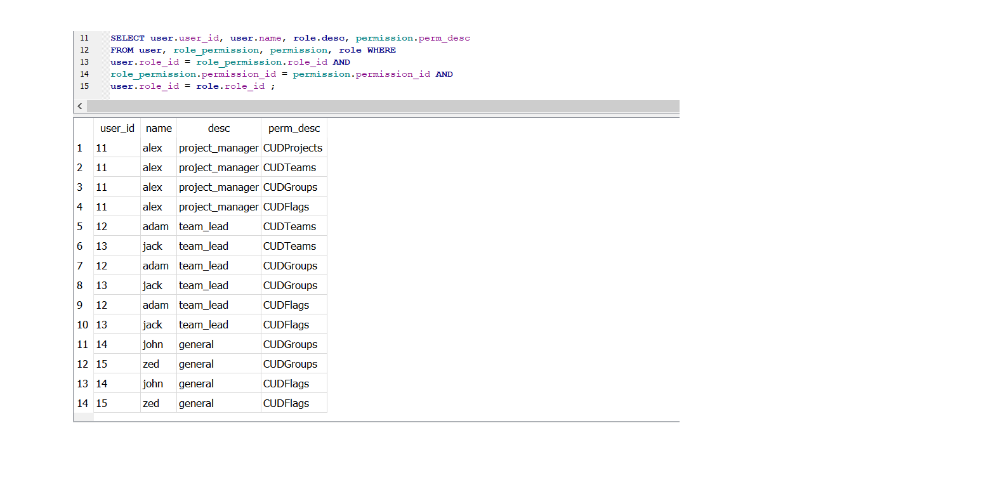 11 SELECT user.user_id, user.name, role.desc, permission.perm_desc
12 FROM user, role_permission, permission, role WHERE
13 user.role_id = role_permission.role_id AND
14 role_permission.permission_id = permission.permission_id AND
15 user.role_id = role.role_id ;
user_id name desc perm_desc
1 11 alex project_manager CUDProjects
2 11 alex project_manager CUDTeams
3 11 alex project_manager CUDGroups
4 11 alex project_manager CUDFlags
5 12 adam team_lead CUDTeams
6 13 jack team_lead CUDTeams
7 12 adam team_lead CUDGroups
8 13 jack team_lead CUDGroups
9 12 adam team_lead CUDFlags
10 13 jack team_lead CUDFlags
11 14 john general CUDGroups
12 15 zed general CUDGroups
13 14 john general CUDFlags
14 15 zed general CUDFlags